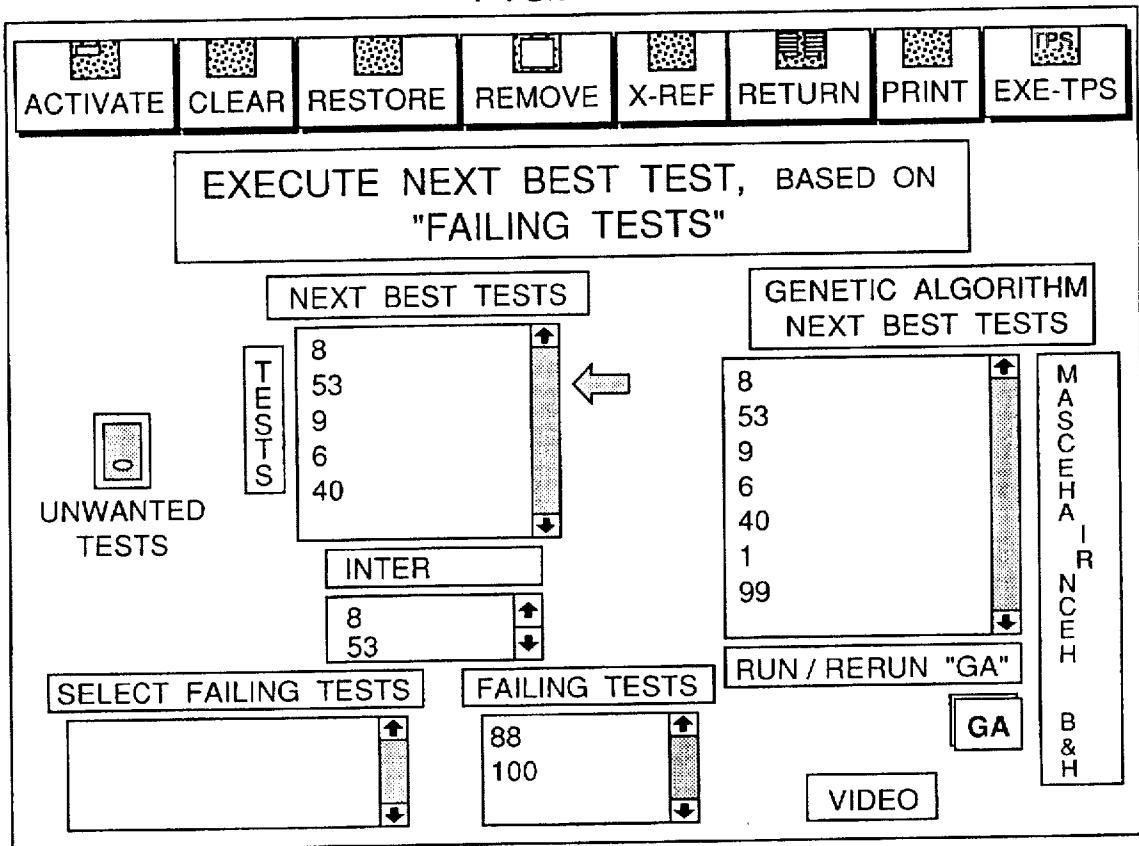 ACTIVATE CLEAR RESTORE REMOVE X-REF RETURN PRINT TPS EXE-TPS
EXECUTE NEXT BEST TEST, BASED ON
"FAILING TESTS"
NEXT BEST TESTS
TESTS
8
53
9
6
40
UNWANTED
TESTS
INTER
8
53
SELECT FAILING TESTS
FAILING TESTS
88
100
GENETIC ALGORITHM
NEXT BEST TESTS
8
53
9
6
40
1
99
MASCEHA IR NCEH B&H
RUN / RERUN "GA"
GA
VIDEO